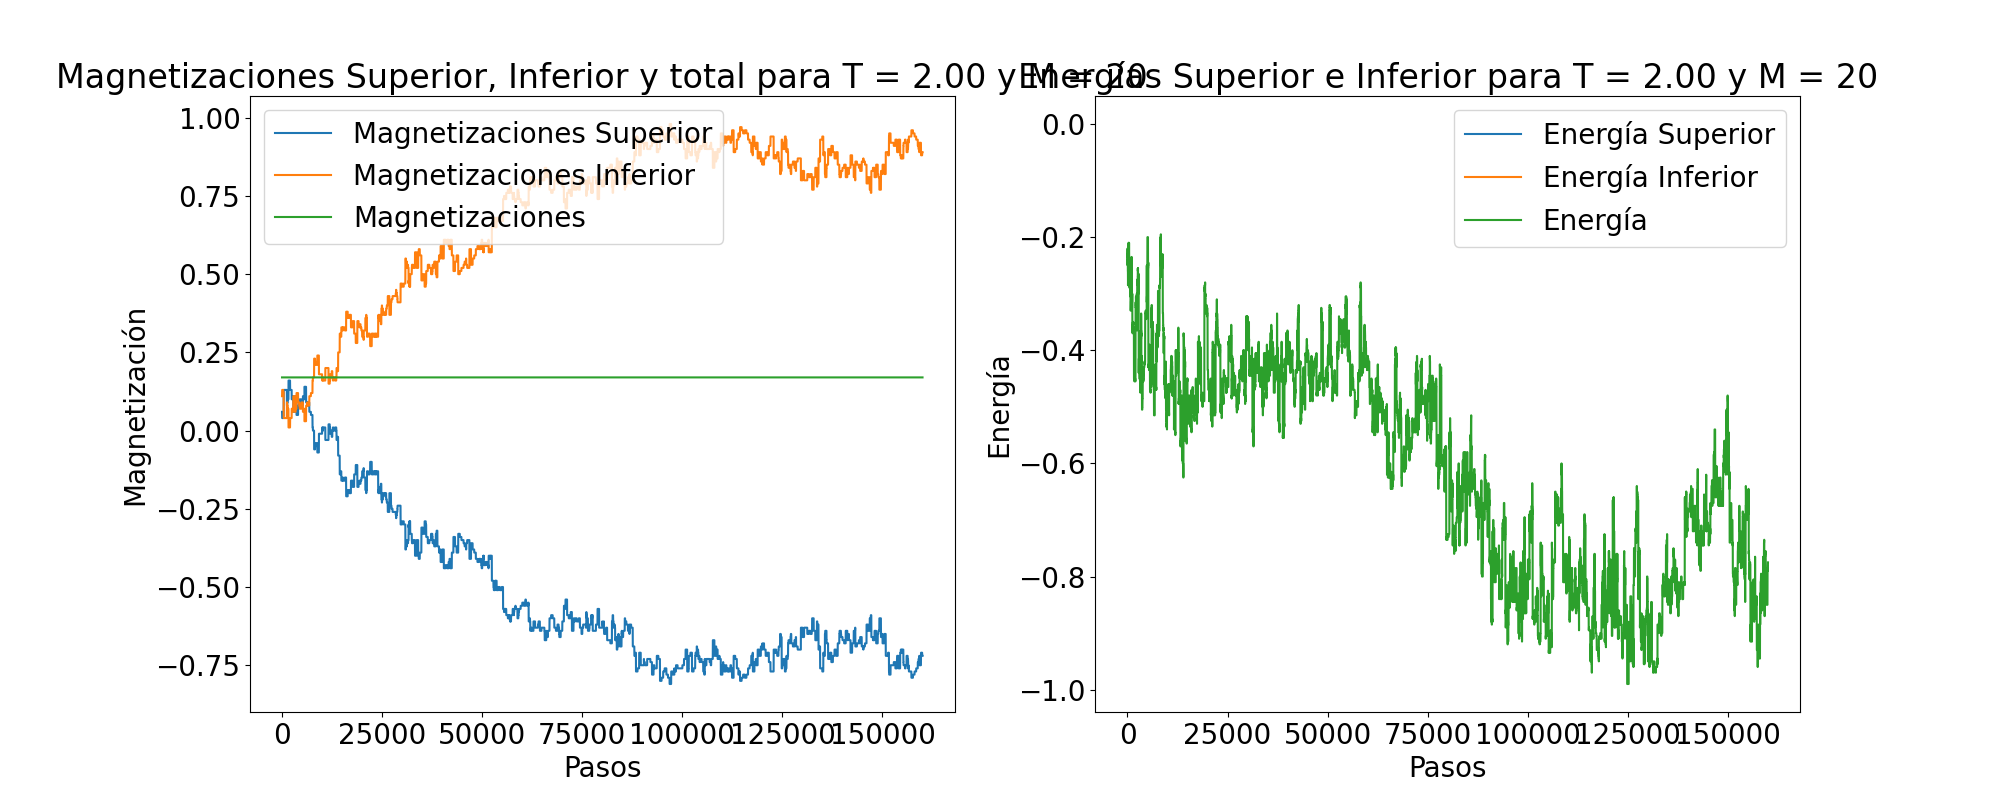 Magnetizaciones Superior, Inferior y total para T = 2.00 y M = 20
Energías Superior e Inferior para T = 2.00 y M = 20
Magnetizaciones Superior
Magnetizaciones Inferior
Magnetizaciones
1.00
0.75
0.50
0.25
0.00
−0.25
−0.50
−0.75
Magnetización
0
25000
50000
75000
100000
125000
150000
Pasos
Energía Superior
Energía Inferior
Energía
0.0
−0.2
−0.4
−0.6
−0.8
−1.0
Energía
0
25000
50000
75000
100000
125000
150000
Pasos